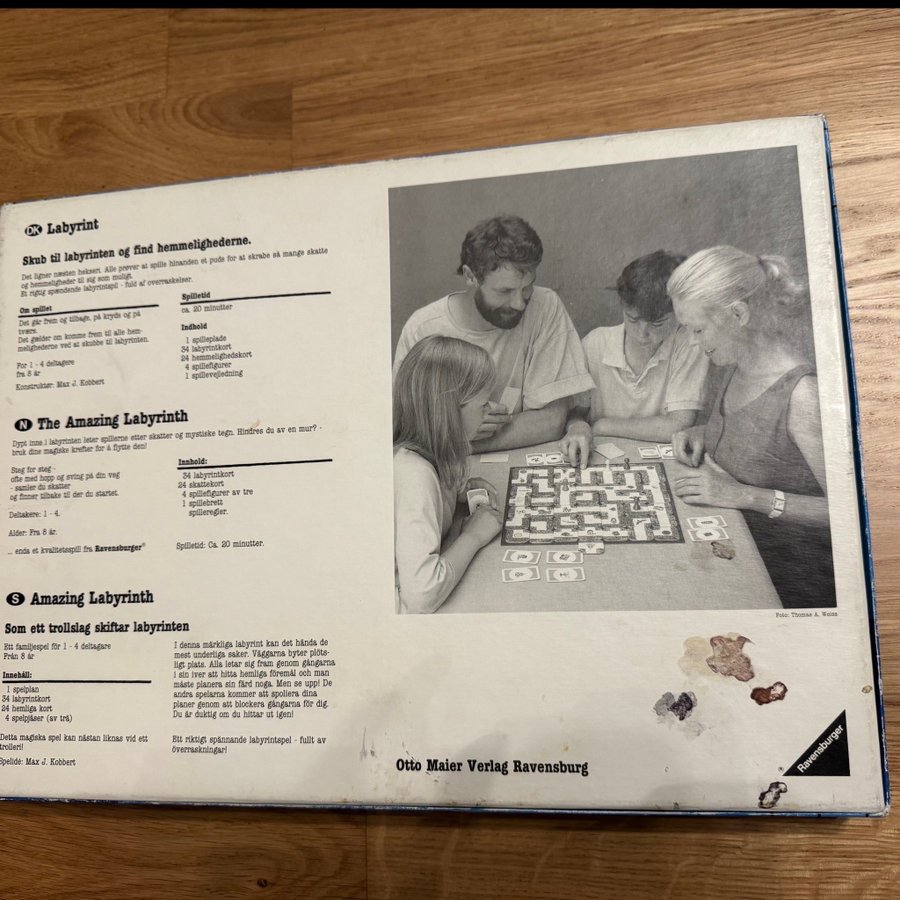 DK Labyrint
Skub til labyrinten og find hemmelighederne.
Det ligner næsten hekseri. Alle prøver at spille hinanden et puds for at skrabe så mange skatte
og hemmeligheder til sig som muligt.
Et rigtig spændende labyrintspil - fuld af overraskelser.
Om spillet
Det går frem og tilbage, på kryds og på
tværs.
Det gælder om komme frem til alle hem-
melighederne ved at skubbe til labyrinten.
For 1 - 4 deltagere
fra 8 år
Konstruktør: Max J. Kobbert
Spilletid
ca. 20 minutter
Indhold
1 spilleplade
34 labyrintkort
24 hemmelighedskort
4 spillefigurer
1 spillevejledning
N The Amazing Labyrinth
Dypt inne i labyrinten leter spillerne etter skatter og mystiske tegn. Hindres du av en mur? -
bruk dine magiske krefter for å flytte den!
Steg for steg -
ofte med hopp og sving på din veg
- samler du skatter
og finner tilbake til der du startet.
Deltakere: 1 - 4.
Alder: Fra 8 år.
... enda et kvalitetsspill fra Ravensburger®
Innhold:
34 labyrintkort
24 skattekort
4 spillefigurer av tre
1 spillebrett
spilleregler.
Spilletid: Ca. 20 minutter.
S Amazing Labyrinth
Som ett trollslag skiftar labyrinten
Ett familjespel för 1 - 4 deltagare
Från 8 år
Innehåll:
1 spelplan
34 labyrintkort
24 hemliga kort
4 spelpjäser (av trä)
Detta magiska spel kan nästan liknas vid ett
trolleri!
Spelidé: Max J. Kobbert
I denna märkliga labyrint kan det hända de
mest underliga saker. Väggarna byter plöts-
ligt plats. Alla letar sig fram genom gångarna
i sin iver att hitta hemliga föremål och man
måste planera sin färd noga. Men se upp! De
andra spelarna kommer att spoliera dina
planer genom att blockera gångarna för dig.
Du är duktig om du hittar ut igen!
Ett riktigt spännande labyrintspel - fullt av
överraskningar!
Foto: Thomas A. Weiss
Otto Maier Verlag Ravensburg
Ravensburger